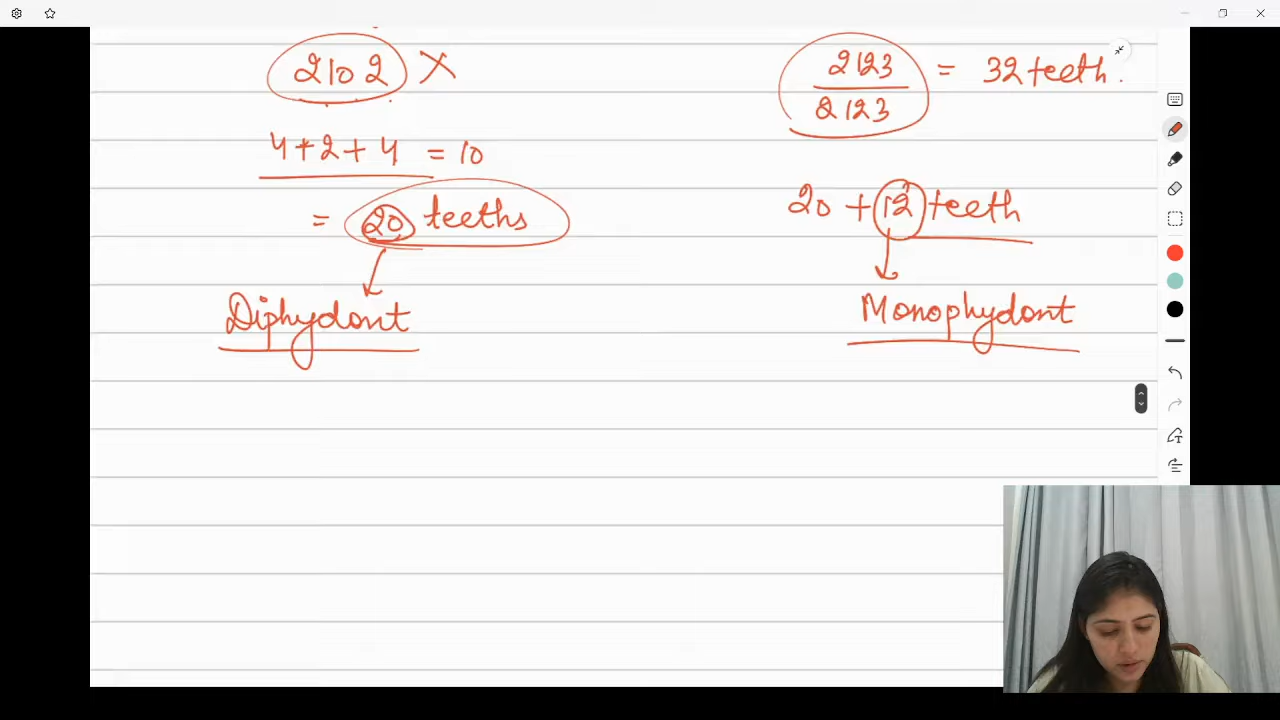 2102 X
4+2+4 = 10
= 20 teeths
Diphydont
2123
2123
= 32 teeth.
20 + 12 teeth
Monophydont